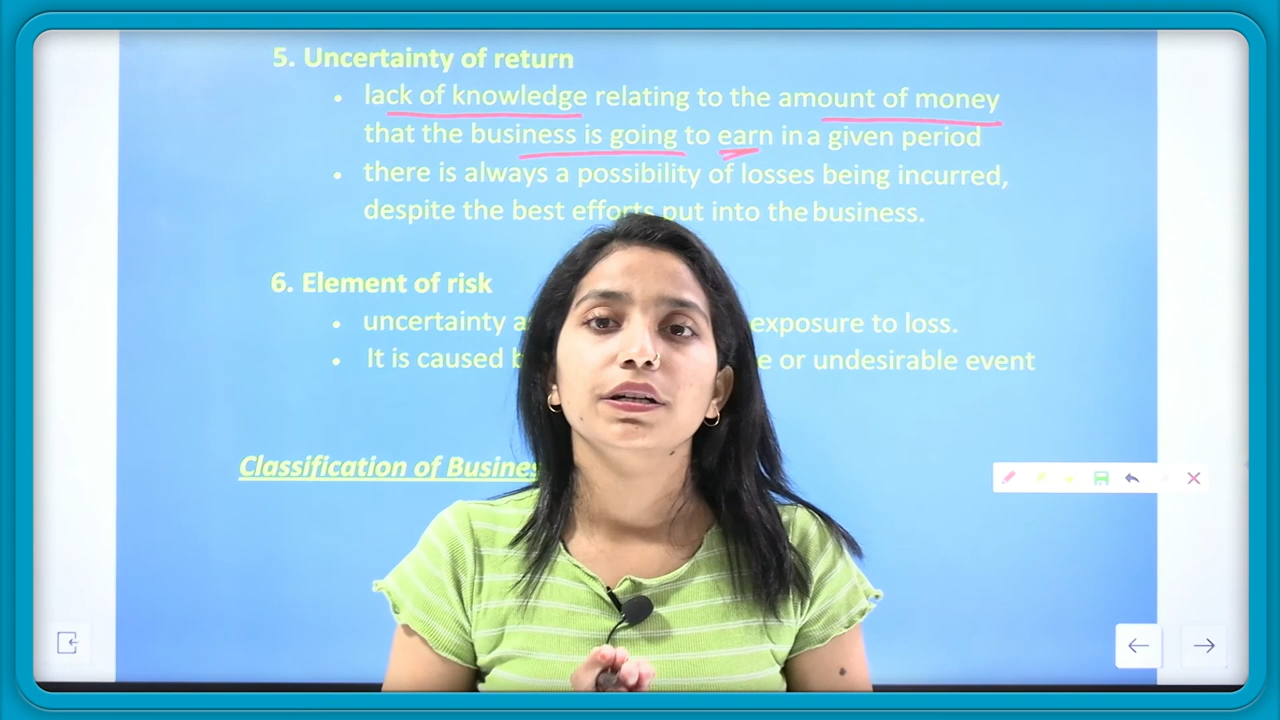 5. Uncertainty of return
• lack of knowledge relating to the amount of money
that the business is going to earn in a given period
• there is always a possibility of losses being incurred,
despite the best efforts put into the business.
6. Element of risk
• uncertainty exposure to loss.
• It is caused or undesirable event
Classification of